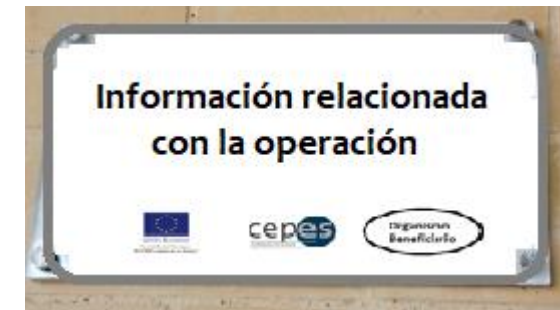 Información relacionada
con la operación
cepes
Organismo
Beneficiario